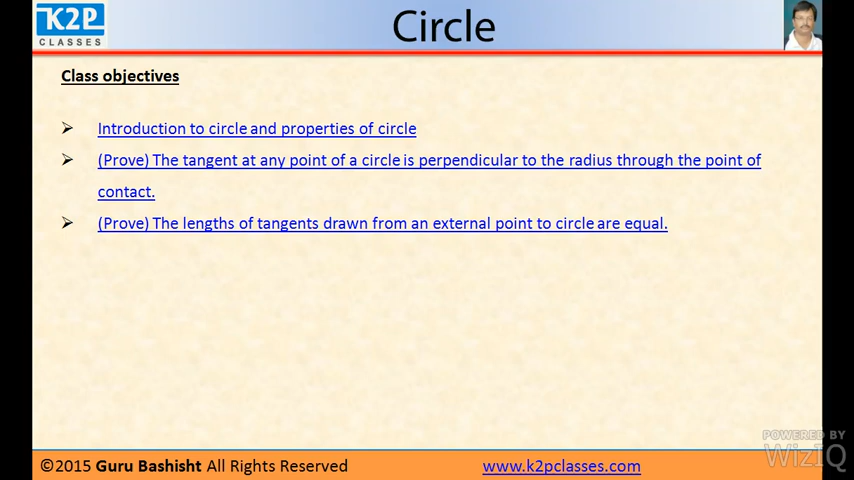 K2P
CLASSES
Circle
Class objectives
➢ Introduction to circle and properties of circle
➢ (Prove) The tangent at any point of a circle is perpendicular to the radius through the point of
contact.
➢ (Prove) The lengths of tangents drawn from an external point to circle are equal.
POWERED BY
WizIQ
©2015 Guru Bashisht All Rights Reserved
www.k2pclasses.com